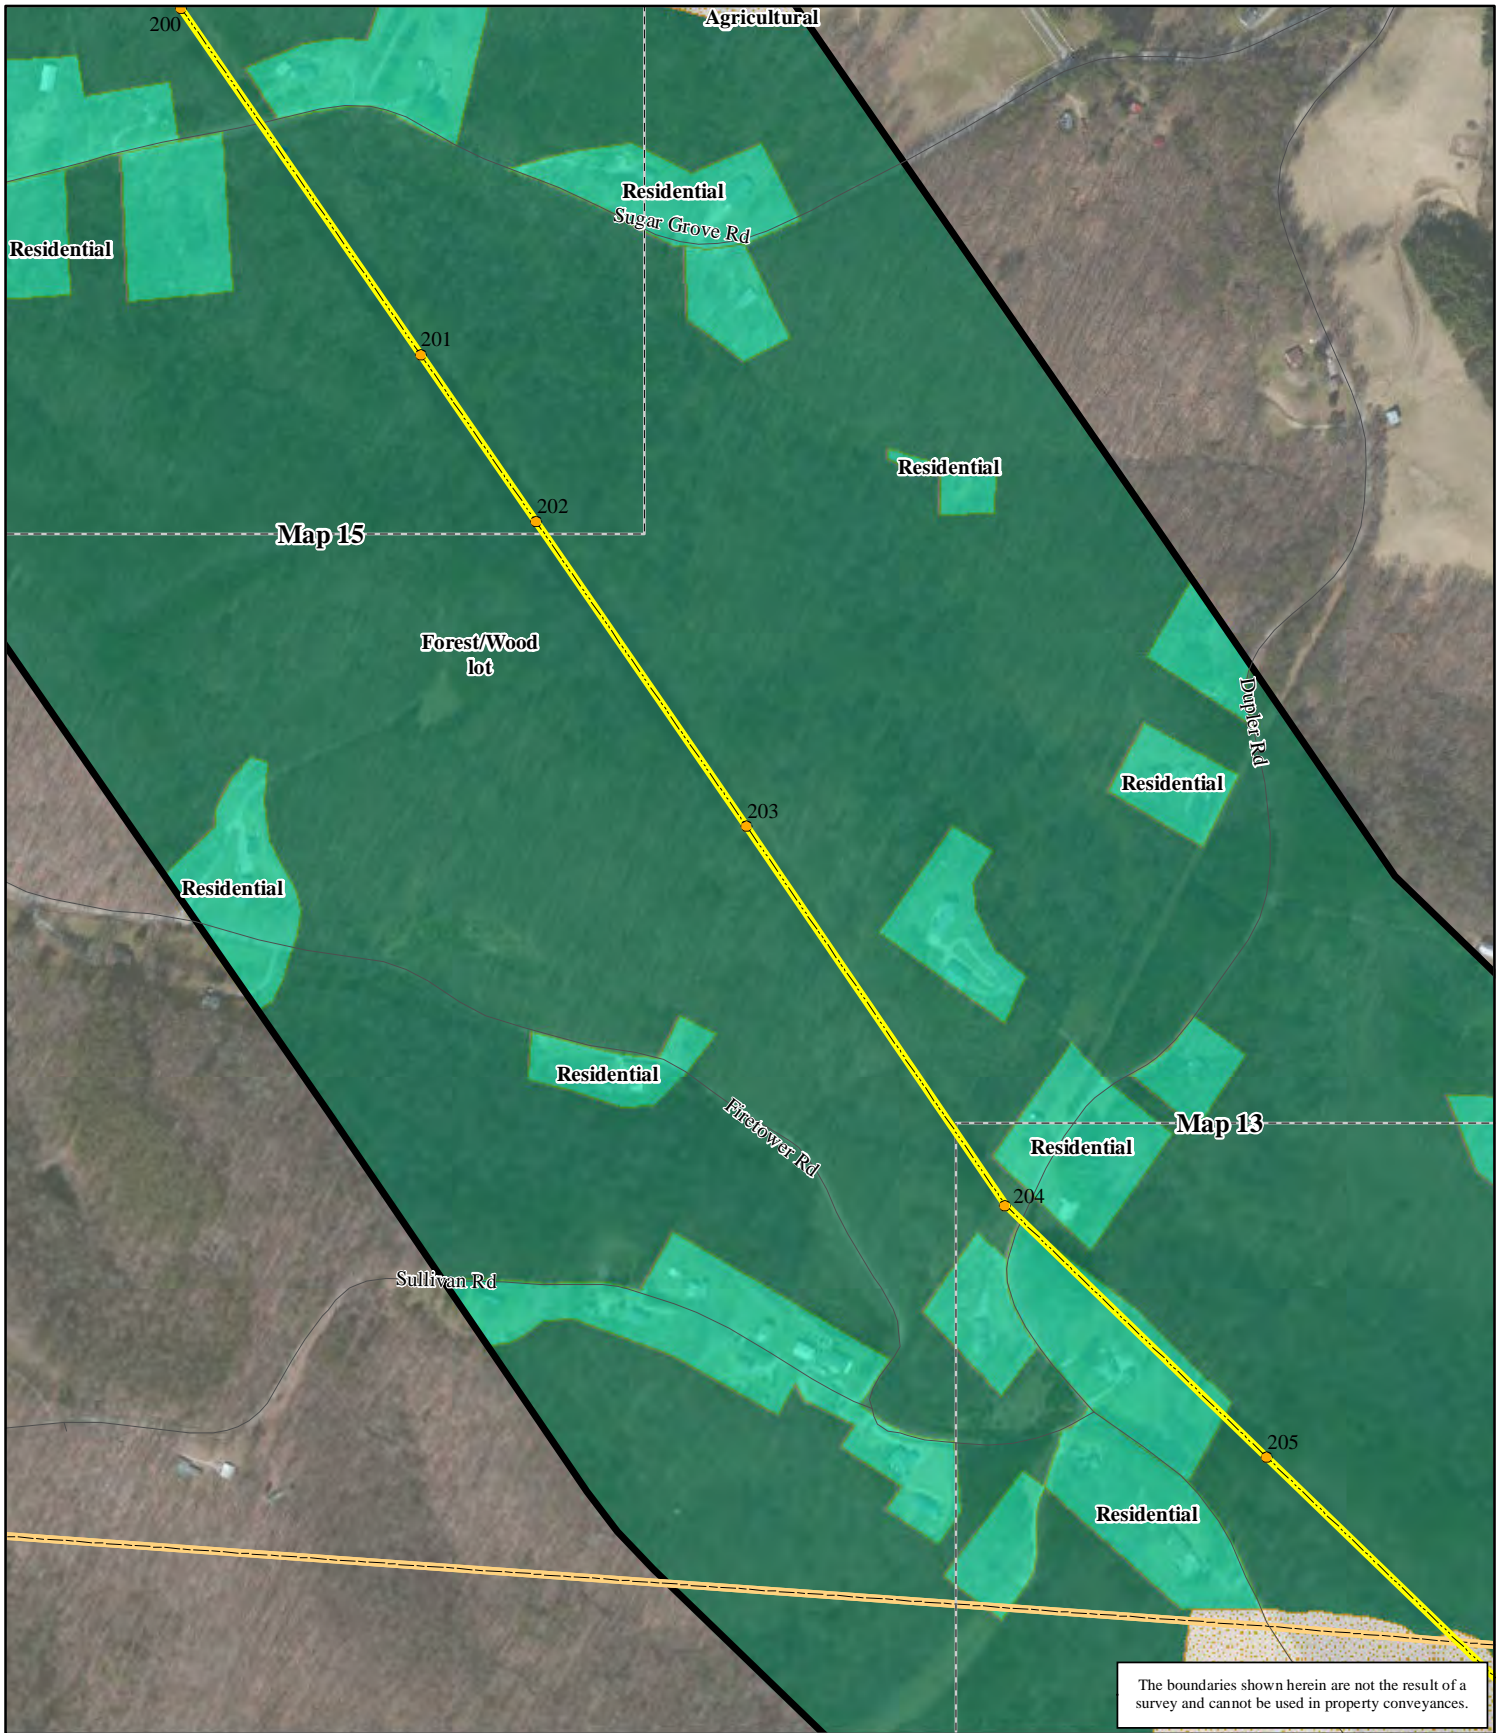 Agricultural
200
Residential
Sugar Grove Rd
Residential
201
Residential
202
Map 15
Forest/Wood
lot
Dupler Rd
Residential
203
Residential
Residential
Firetower Rd
Map 13
Residential
204
Sullivan Rd
205
Residential
The boundaries shown herein are not the result of a
survey and cannot be used in property conveyances.